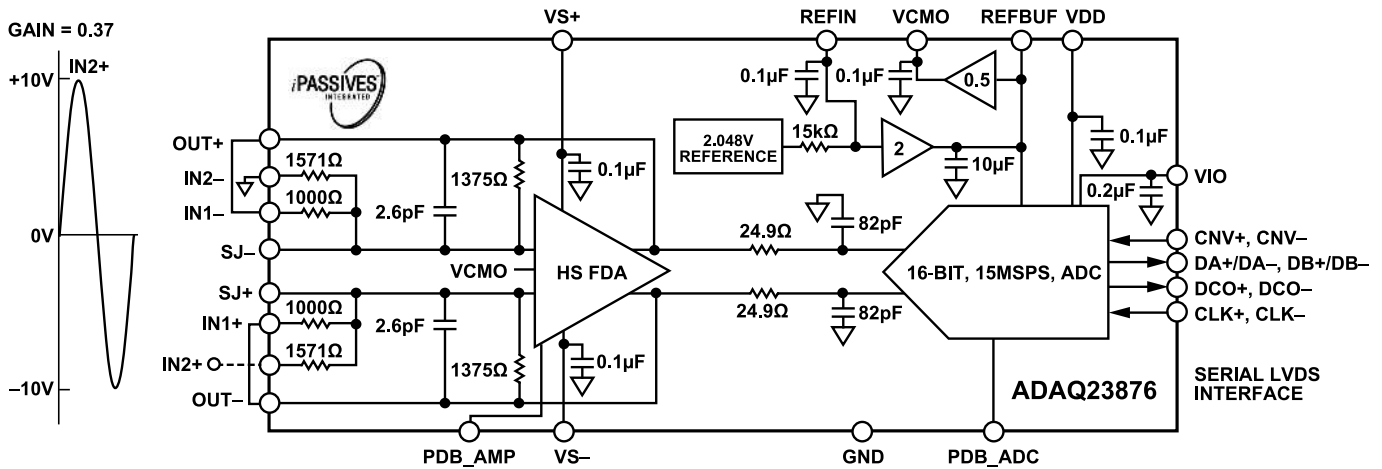 GAIN = 0.37
IN2+
+10V
0V
–10V
VS+
REFIN
VCMO
REFBUF
VDD
iPASSIVES
INTEGRATED
0.1µF
0.1µF
0.5
OUT+
IN2–
IN1–
SJ–
SJ+
IN1+
IN2+
OUT–
1571Ω
1000Ω
2.6pF
1375Ω
0.1µF
2.048V
REFERENCE
15kΩ
2
10µF
0.1µF
0.2µF
VIO
82pF
24.9Ω
VCMO
HS FDA
16-BIT, 15MSPS, ADC
CNV+, CNV–
DA+/DA–, DB+/DB–
DCO+, DCO–
CLK+, CLK–
1000Ω
1571Ω
2.6pF
1375Ω
0.1µF
24.9Ω
82pF
ADAQ23876
SERIAL LVDS
INTERFACE
PDB_AMP
VS–
GND
PDB_ADC